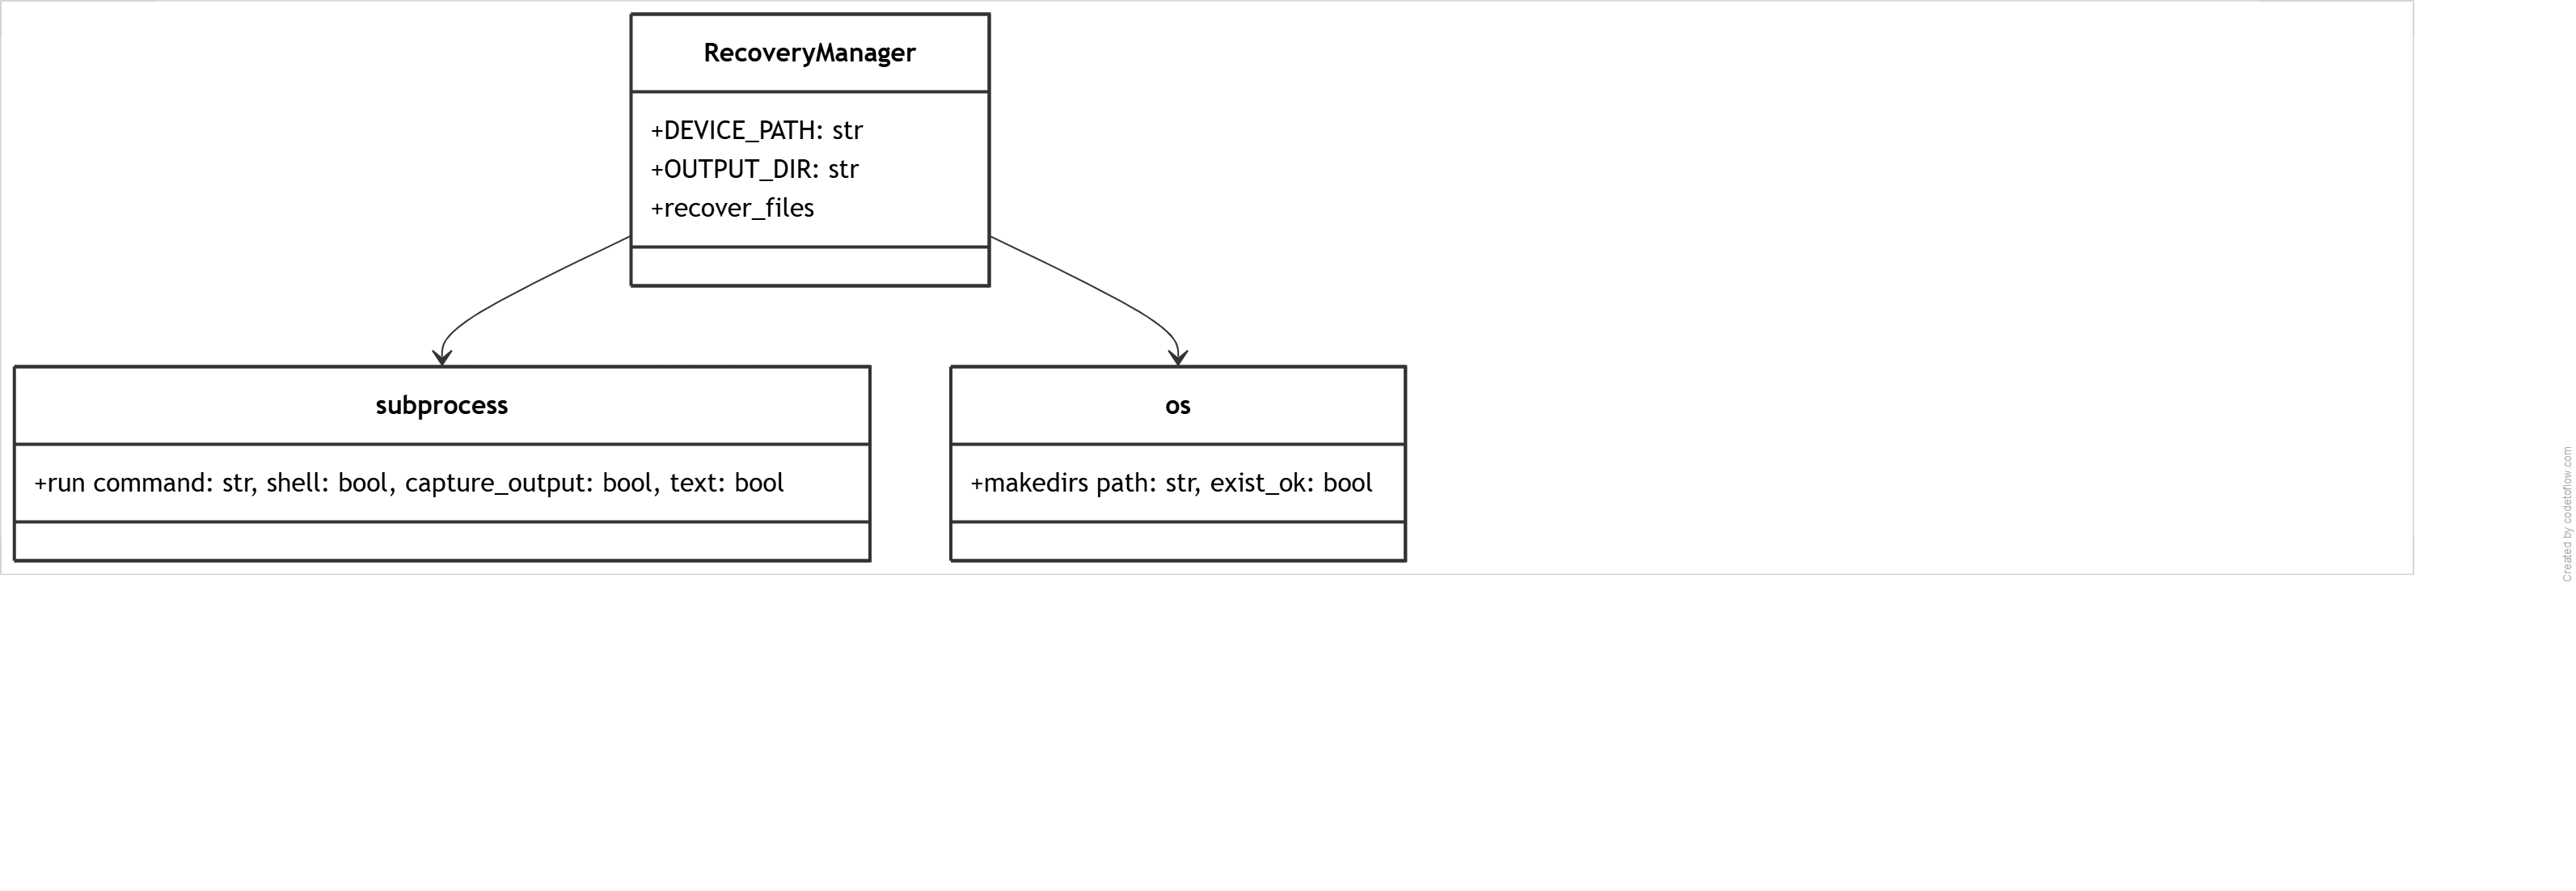 RecoveryManager
+DEVICE_PATH: str
+OUTPUT_DIR: str
+recover_files
subprocess
+run command: str, shell: bool, capture_output: bool, text: bool
os
+makedirs path: str, exist_ok: bool
Created by codetoflow.com